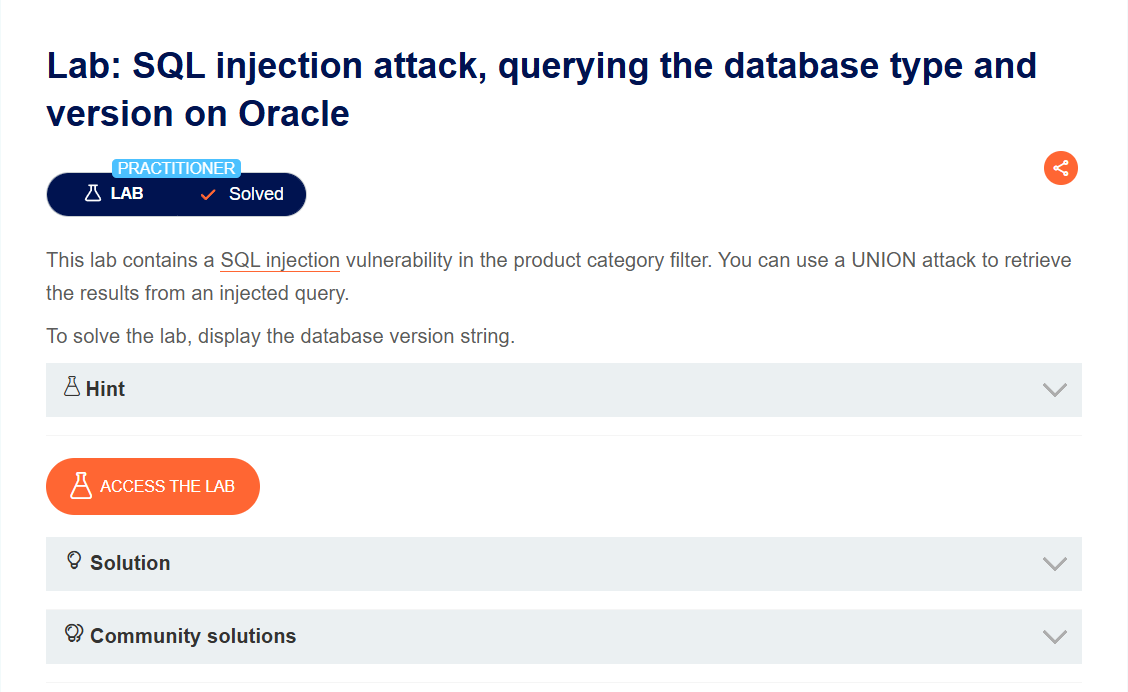 Lab: SQL injection attack, querying the database type and
version on Oracle
PRACTITIONER
LAB Solved
This lab contains a SQL injection vulnerability in the product category filter. You can use a UNION attack to retrieve
the results from an injected query.
To solve the lab, display the database version string.
Hint
ACCESS THE LAB
Solution
Community solutions